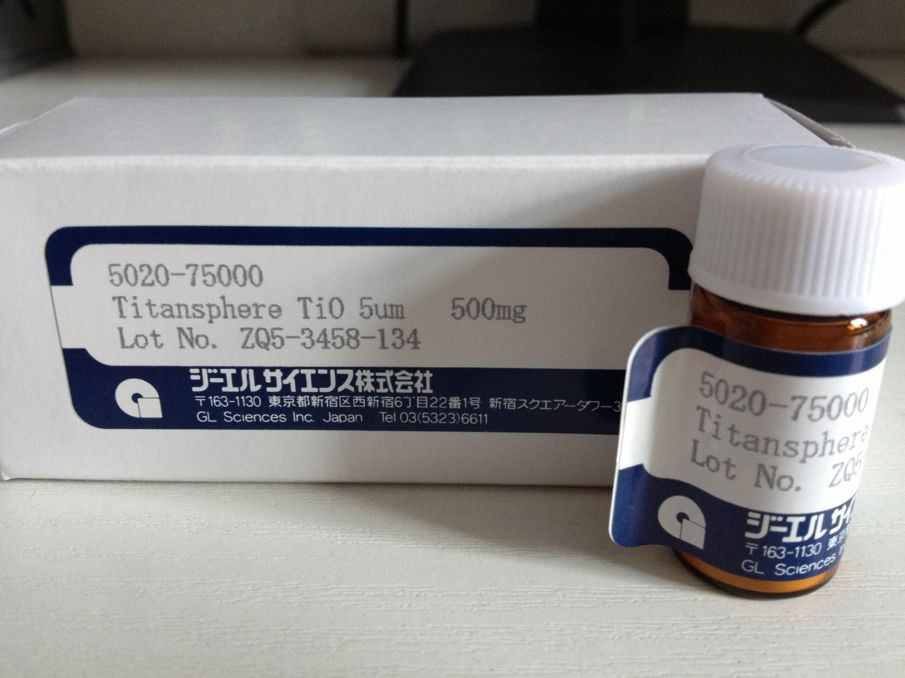 5020-75000
Titansphere TiO 5um 500mg
Lot No. ZQ5-3458-134
ジーエル サイエンス株式会社
〒163-1130 東京都新宿区西新宿6丁目22番1号 新宿スクエアータワー3
GL Sciences Inc. Japan Tel 03(5323)6611
5020-75000
Titansphere
Lot No. ZQ5
ジーエル サイ
〒163-1130 東京
GL Sciences